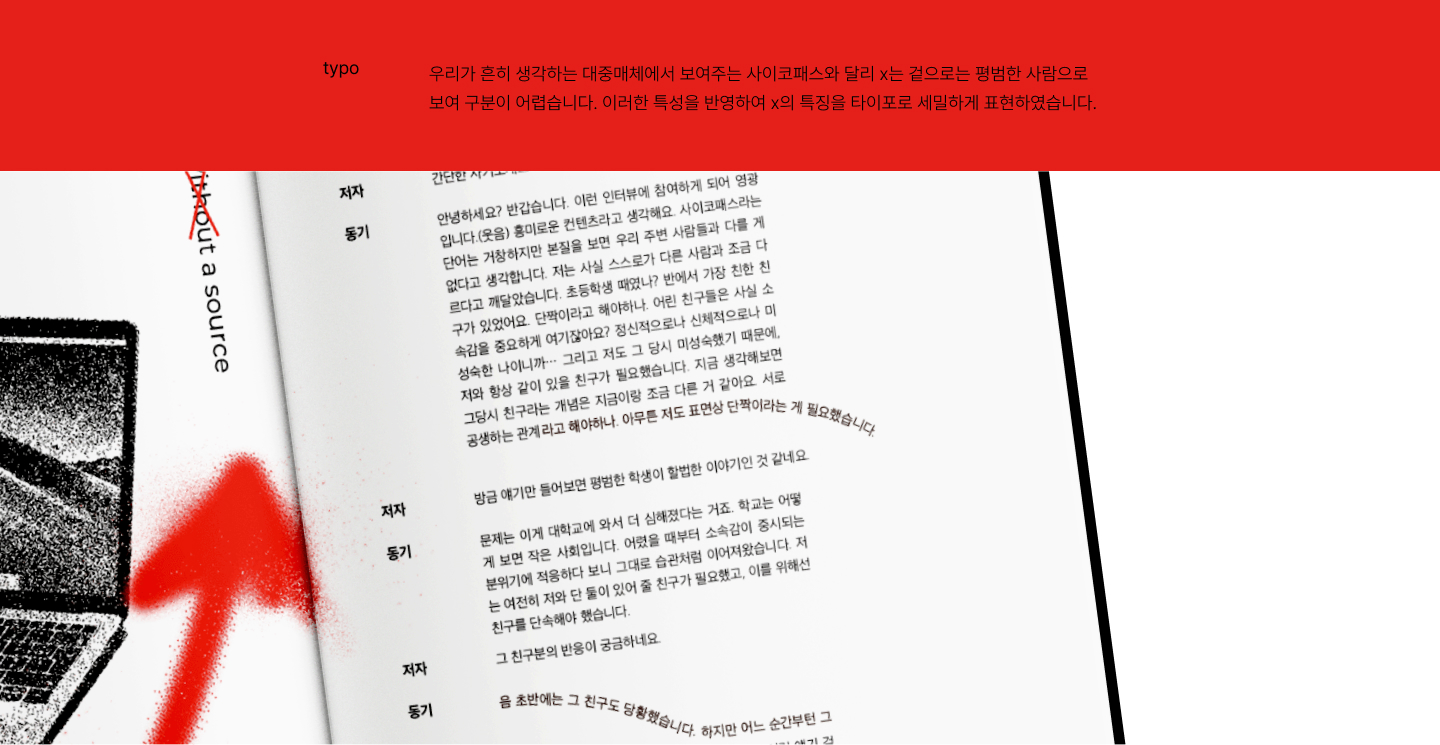 typo
우리가 흔히 생각하는 대중매체에서 보여주는 사이코패스와 달리 x는 겉으로는 평범한 사람으로
보여 구분이 어렵습니다. 이러한 특성을 반영하여 x의 특징을 타이포로 세밀하게 표현하였습니다.
ithout a source
간단한
저자
안녕하세요? 반갑습니다. 이런 인터뷰에 참여하게 되어 영광
동기
입니다.(웃음) 흥미로운 컨텐츠라고 생각해요. 사이코패스라는
단어는 거창하지만 본질을 보면 우리 주변 사람들과 다를 게
없다고 생각합니다. 저는 사실 스스로가 다른 사람과 조금 다
르다고 깨달았습니다. 초등학생 때였나? 반에서 가장 친한 친
구가 있었어요. 단짝이라고 해야하나. 어린 친구들은 사실 소
속감을 중요하게 여기잖아요? 정신적으로나 신체적으로나 미
성숙한 나이니까… 그리고 저도 그 당시 미성숙했기 때문에,
저와 항상 같이 있을 친구가 필요했습니다. 지금 생각해보면
그당시 친구라는 개념은 지금이랑 조금 다른 거 같아요. 서로
공생하는 관계라고 해야하나. 아무튼 저도 표면상 단짝이라는 게 필요했습니다.
저자
방금 얘기만 들어보면 평범한 학생이 할법한 이야기인 것 같네요.
동기
문제는 이게 대학교에 와서 더 심해졌다는 거죠. 학교는 어떻
게 보면 작은 사회입니다. 어렸을 때부터 소속감이 중시되는
분위기에 적응하다 보니 그대로 습관처럼 이어져왔습니다. 저
는 여전히 저와 단 둘이 있어 줄 친구가 필요했고, 이를 위해선
친구를 단속해야 했습니다.
저자
그 친구분의 반응이 궁금하네요.
동기
음 초반에는 그 친구도 당황했습니다. 하지만 어느 순간부턴 그